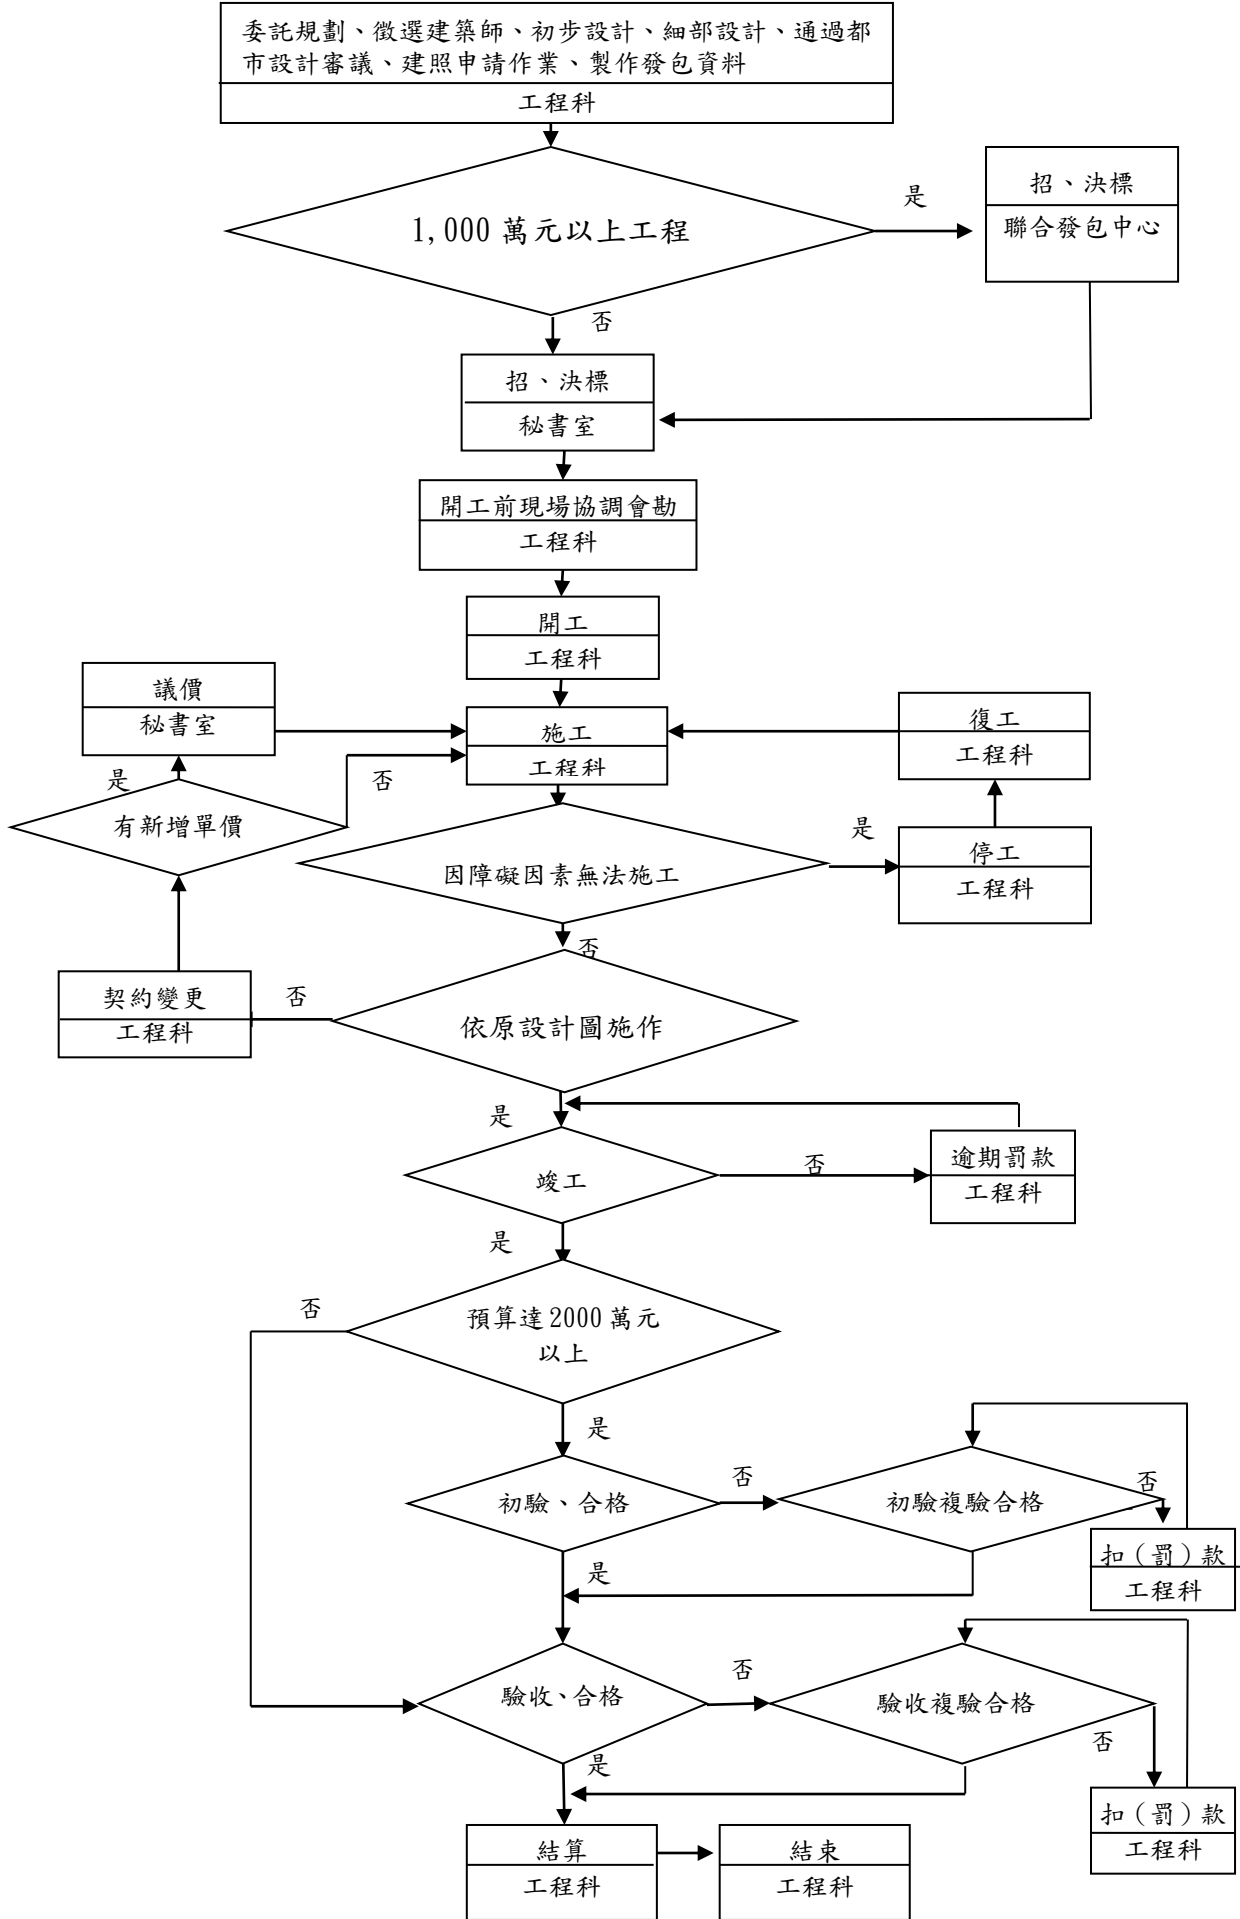 委託規劃、徵選建築師、初步設計、細部設計、通過都
市設計審議、建照申請作業、製作發包資料
工程科
1,000 萬元以上工程
是
招、決標
聯合發包中心
否
招、決標
秘書室
開工前現場協調會勘
工程科
開工
工程科
議價
秘書室
施工
工程科
復工
工程科
是
否
有新增單價
因障礙因素無法施工
是
停工
工程科
否
契約變更
工程科
否
依原設計圖施作
是
竣工
否
逾期罰款
工程科
是
否
預算達 2000 萬元
以上
是
初驗、合格
否
初驗複驗合格
否
扣（罰）款
工程科
是
驗收、合格
否
驗收複驗合格
否
是
扣（罰）款
工程科
結算
工程科
結束
工程科